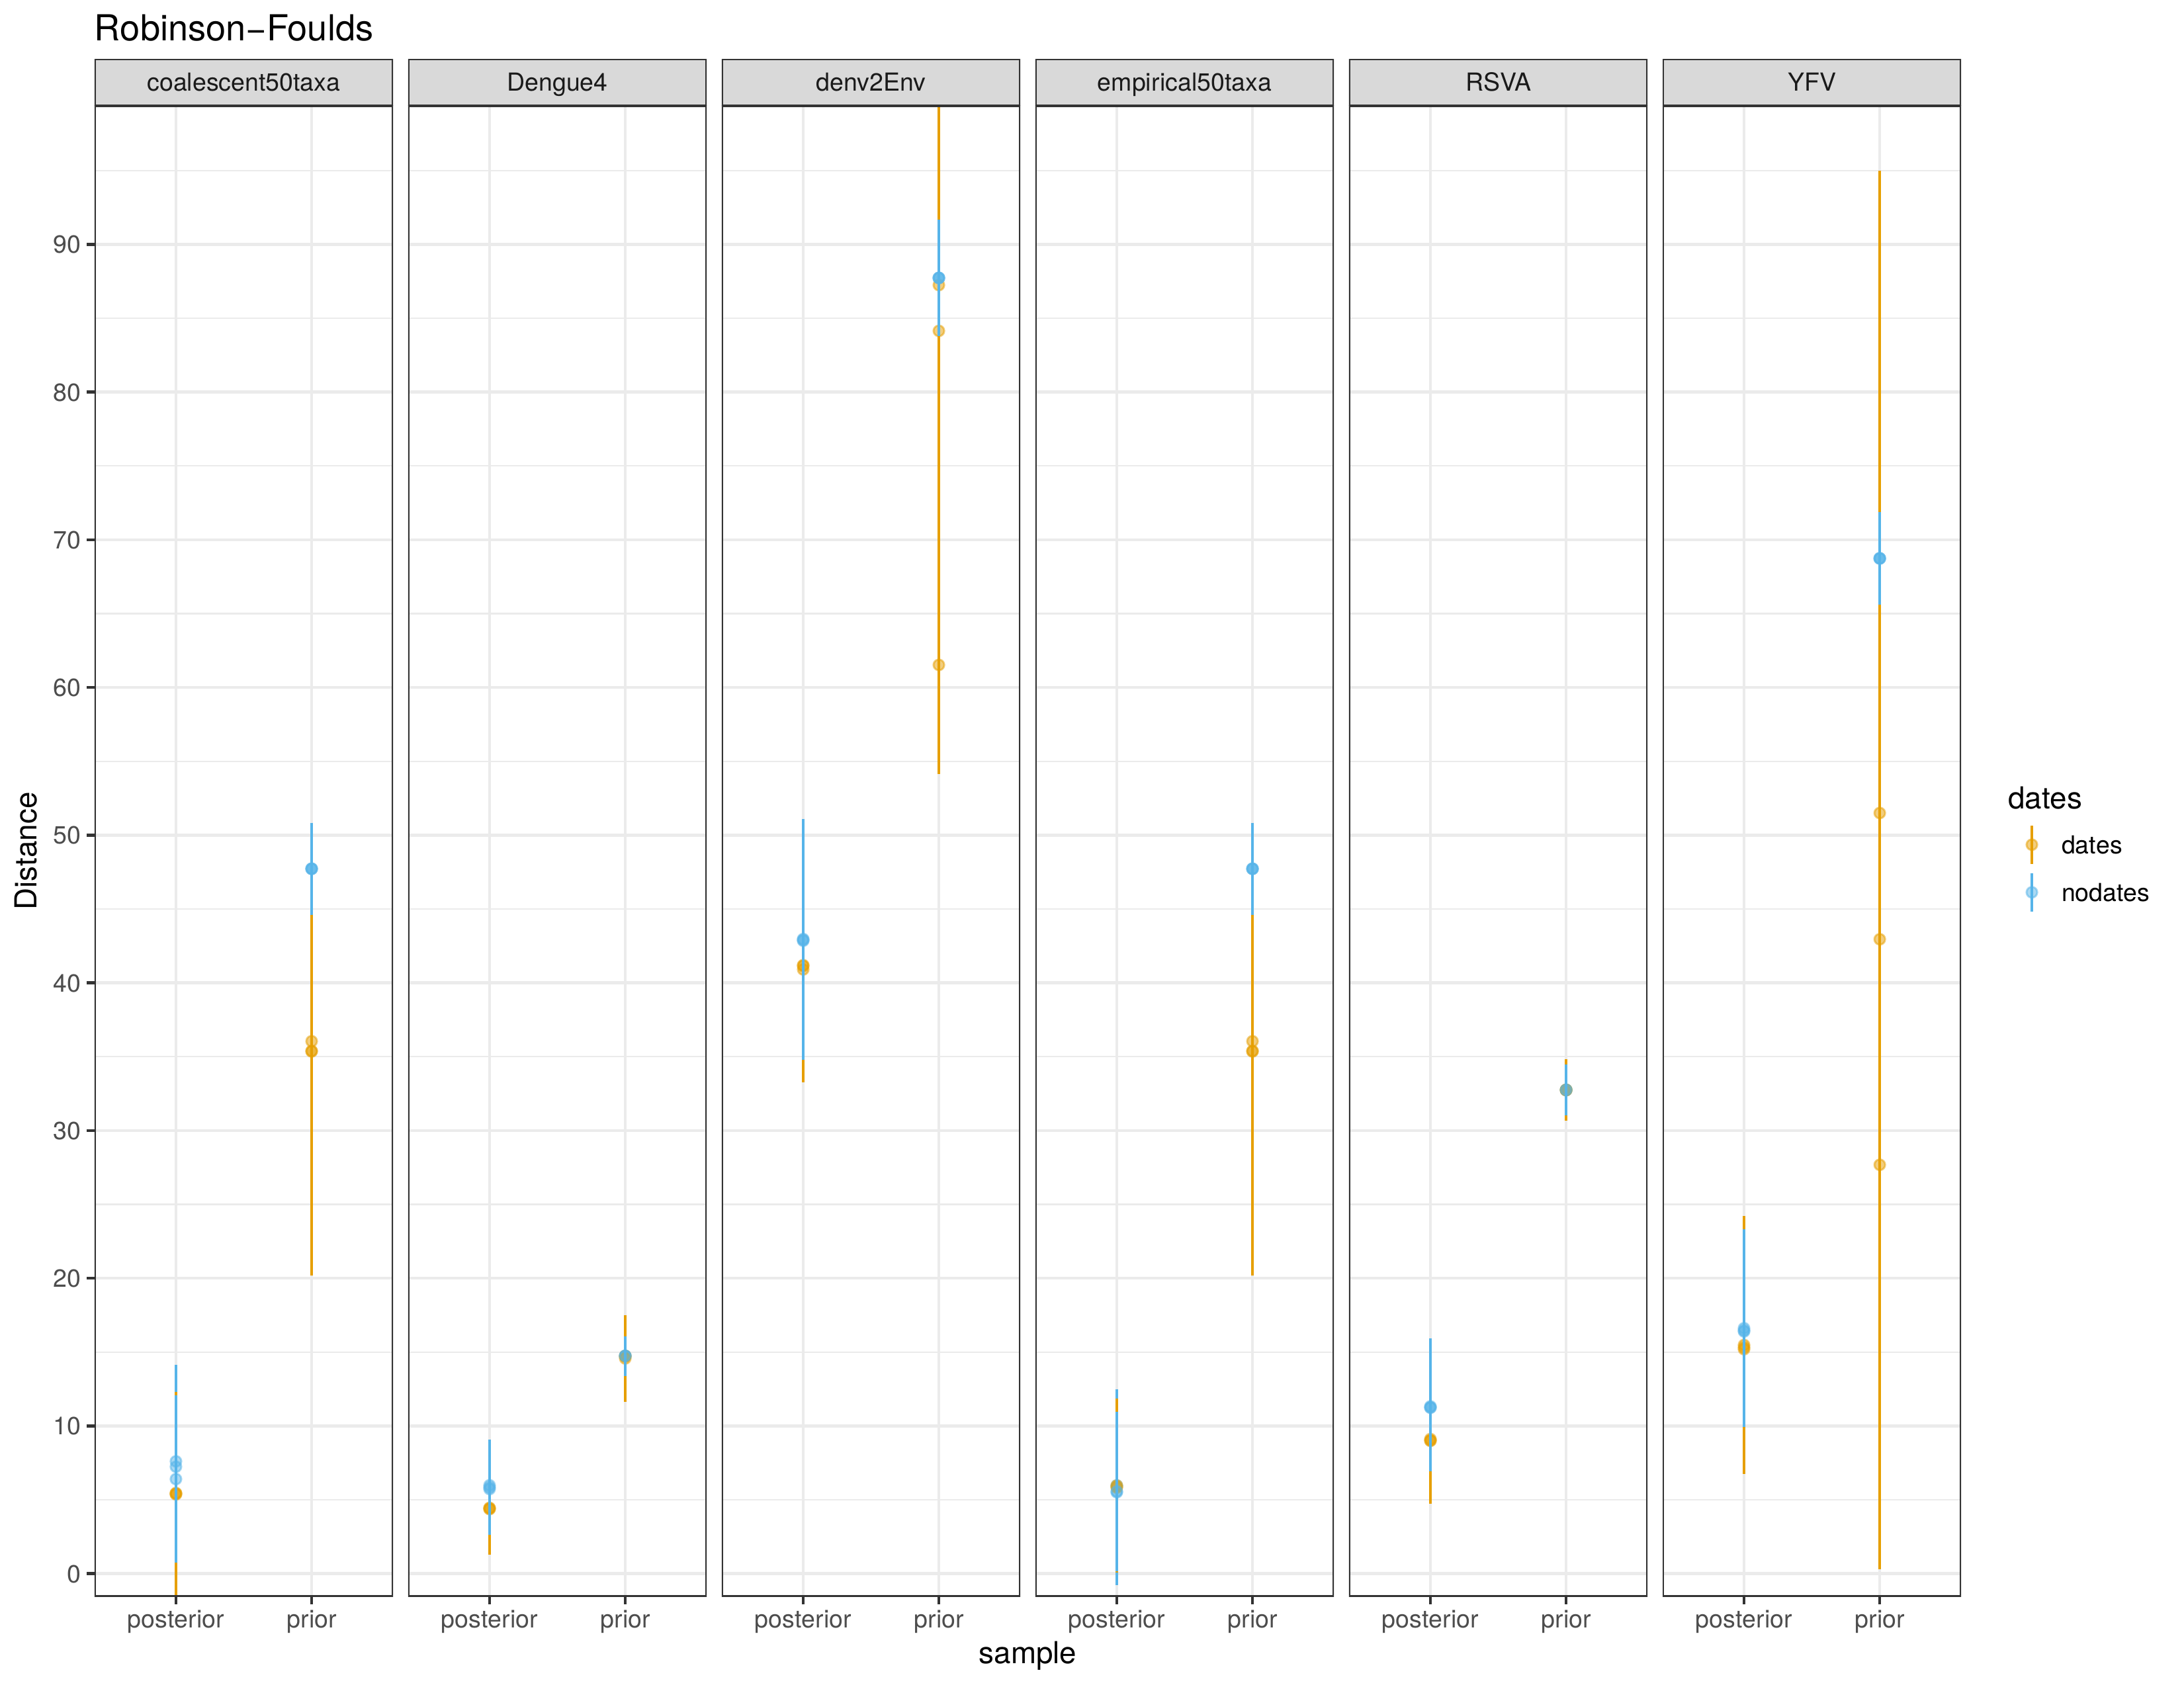 Robinson−Foulds
coalescent50taxa Dengue4 denv2Env empirical50taxa RSVA YFV
90
80
70
60
50
40
30
20
10
0
Distance
posterior prior posterior prior posterior prior posterior prior posterior prior posterior prior
sample
dates
dates
nodates